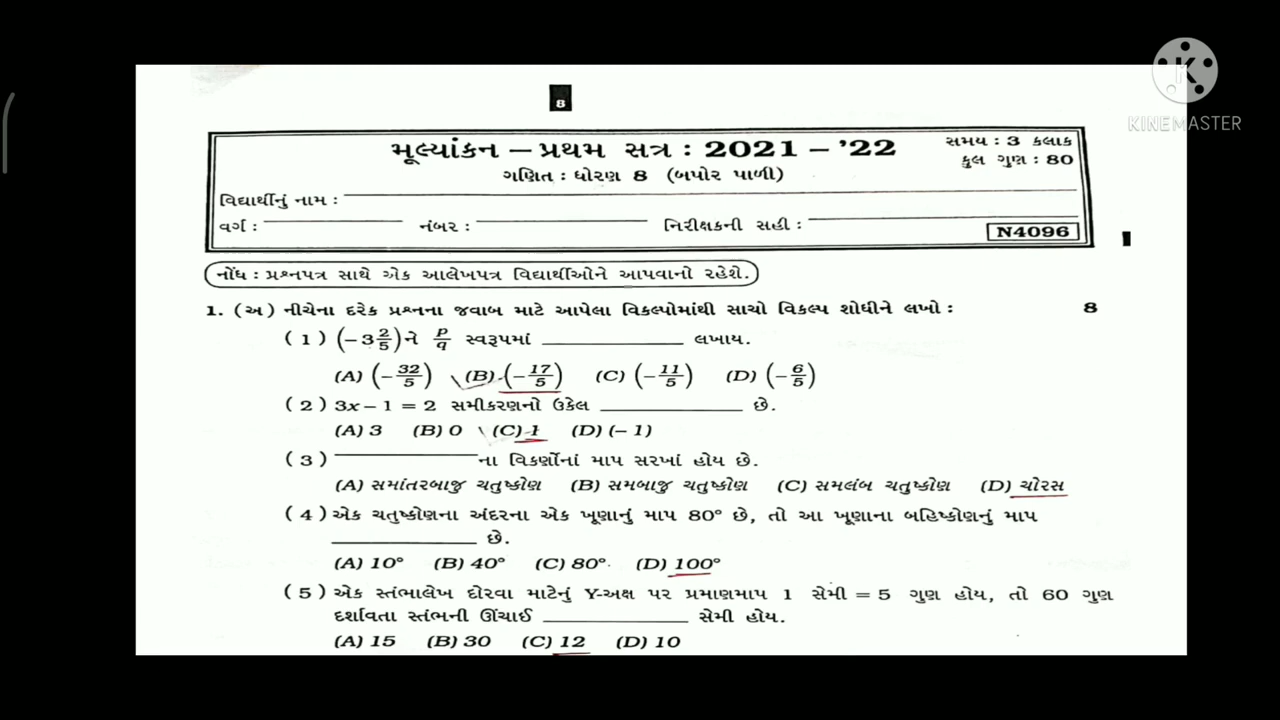 8
KINEMASTER
મૂલ્યાંકન – પ્રથમ સત્ર : 2021 – '22
સમય : 3 કલાક
કુલ ગુણ : 80
ગણિત : ધોરણ 8 (બપોર પાળી)
વિદ્યાર્થીનું નામ :
વર્ગ : નંબર : નિરીક્ષકની સહી :
N4096
નોંધ : પ્રશ્નપત્ર સાથે એક આલેખપત્ર વિદ્યાર્થીઓને આપવાનો રહેશે.
1. (અ) નીચેના દરેક પ્રશ્નના જવાબ માટે આપેલા વિકલ્પોમાંથી સાચો વિકલ્પ શોધીને લખો : 8
(1) (-3 2/5) ને p/q સ્વરૂપમાં ________ લખાય.
(A) (-32/5) (B) (-17/5) (C) (-11/5) (D) (-6/5)
(2) 3x – 1 = 2 સમીકરણનો ઉકેલ ________ છે.
(A) 3 (B) 0 (C) 1 (D) (– 1)
(3) ________ ના વિકર્ણોનાં માપ સરખાં હોય છે.
(A) સમાંતરબાજુ ચતુષ્કોણ (B) સમબાજુ ચતુષ્કોણ (C) સમલંબ ચતુષ્કોણ (D) ચોરસ
(4) એક ચતુષ્કોણના અંદરના એક ખૂણાનું માપ 80° છે, તો આ ખૂણાના બહિષ્કોણનું માપ
________ છે.
(A) 10° (B) 40° (C) 80° (D) 100°
(5) એક સ્તંભાલેખ દોરવા માટેનું Y-અક્ષ પર પ્રમાણમાપ 1 સેમી = 5 ગુણ હોય, તો 60 ગુણ
દર્શાવતા સ્તંભની ઊંચાઈ ________ સેમી હોય.
(A) 15 (B) 30 (C) 12 (D) 10